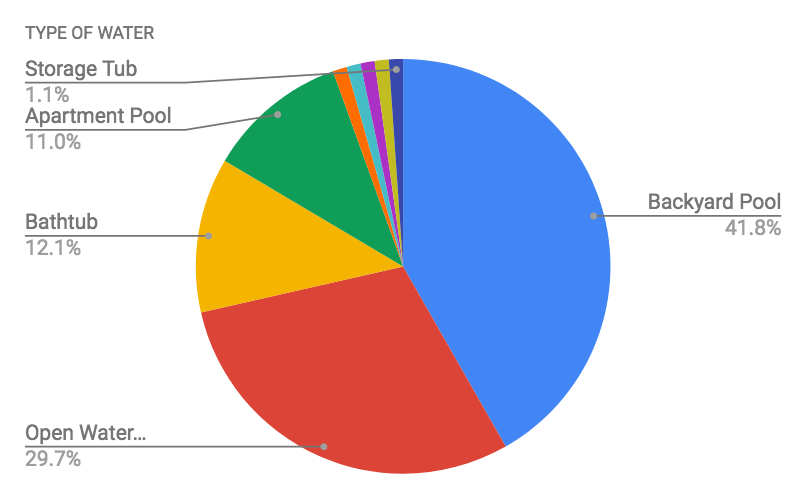 TYPE OF WATER
Storage Tub
1.1%
Apartment Pool
11.0%
Bathtub
12.1%
Open Water...
29.7%
Backyard Pool
41.8%